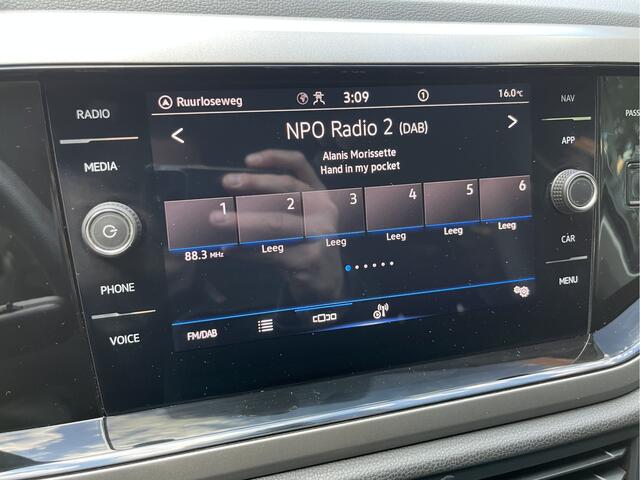 RADIO
MEDIA
PHONE
VOICE
Ruurloseweg
3:09
1
16.0°C
NPO Radio 2 (DAB)
Alanis Morissette
Hand in my pocket
1 2 3 4 5 6
88.3 MHz Leeg Leeg Leeg Leeg Leeg
FM/DAB
NAV
APP
CAR
MENU